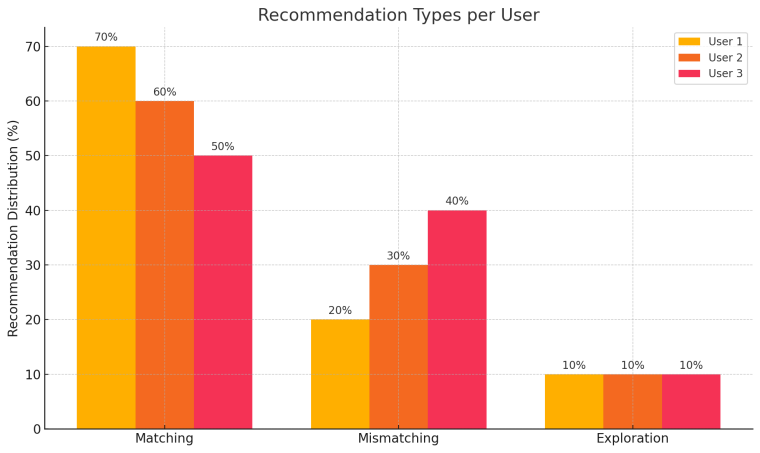 Recommendation Types per User
Recommendation Distribution (%)
70
60
50
40
30
20
10
0
70%
60%
50%
20%
30%
40%
10%
10%
10%
Matching
Mismatching
Exploration
User 1
User 2
User 3